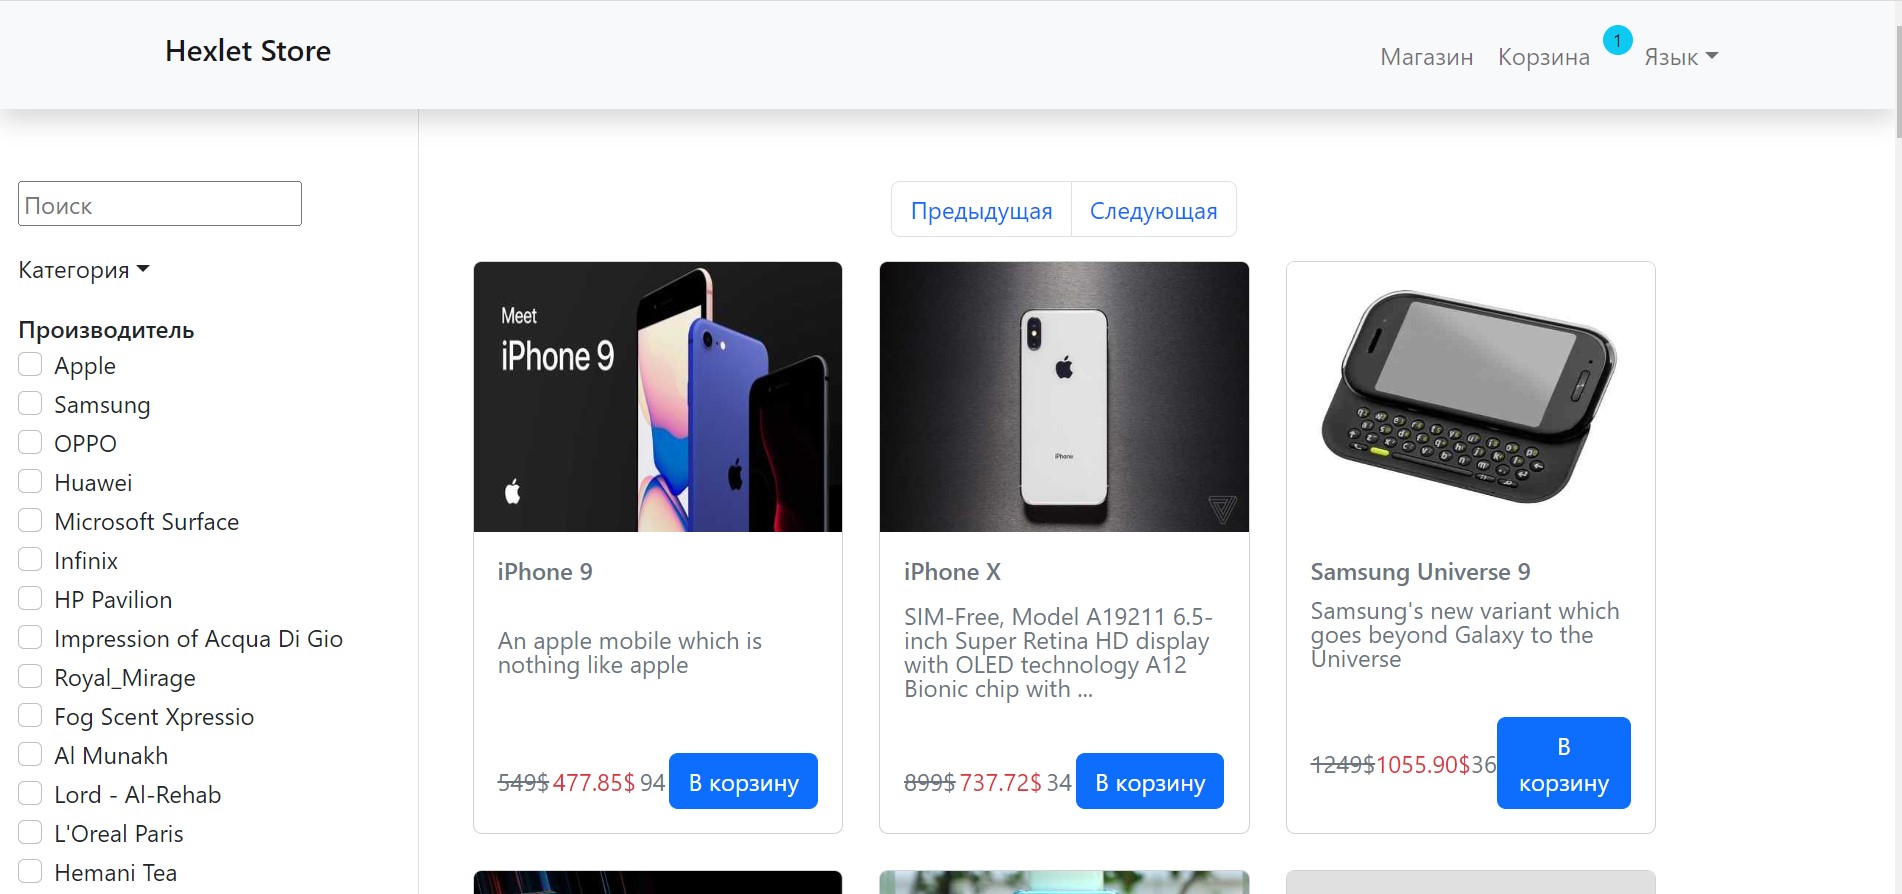 Hexlet Store
Магазин
Корзина
1
Язык
Поиск
Категория
Производитель
Apple
Samsung
OPPO
Huawei
Microsoft Surface
Infinix
HP Pavilion
Impression of Acqua Di Gio
Royal_Mirage
Fog Scent Xpressio
Al Munakh
Lord - Al-Rehab
L'Oreal Paris
Hemani Tea
Предыдущая
Следующая
Meet
iPhone 9
iPhone 9
An apple mobile which is
nothing like apple
549$ 477.85$ 94
В корзину
iPhone
iPhone X
SIM-Free, Model A19211 6.5-
inch Super Retina HD display
with OLED technology A12
Bionic chip with ...
899$ 737.72$ 34
В корзину
Samsung Universe 9
Samsung's new variant which
goes beyond Galaxy to the
Universe
1249$1055.90$36
В
корзину